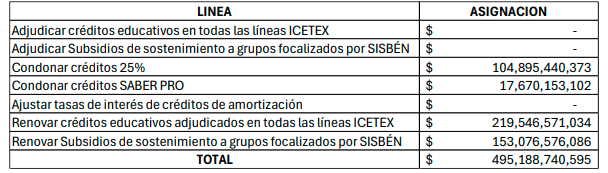 LINEA ASIGNACION
Adjudicar créditos educativos en todas las líneas ICETEX $ -
Adjudicar Subsidios de sostenimiento a grupos focalizados por SISBÉN $ -
Condonar créditos 25% $ 104,895,440,373
Condonar créditos SABER PRO $ 17,670,153,102
Ajustar tasas de interés de créditos de amortización $ -
Renovar créditos educativos adjudicados en todas las líneas ICETEX $ 219,546,571,034
Renovar Subsidios de sostenimiento a grupos focalizados por SISBÉN $ 153,076,576,086
TOTAL $ 495,188,740,595